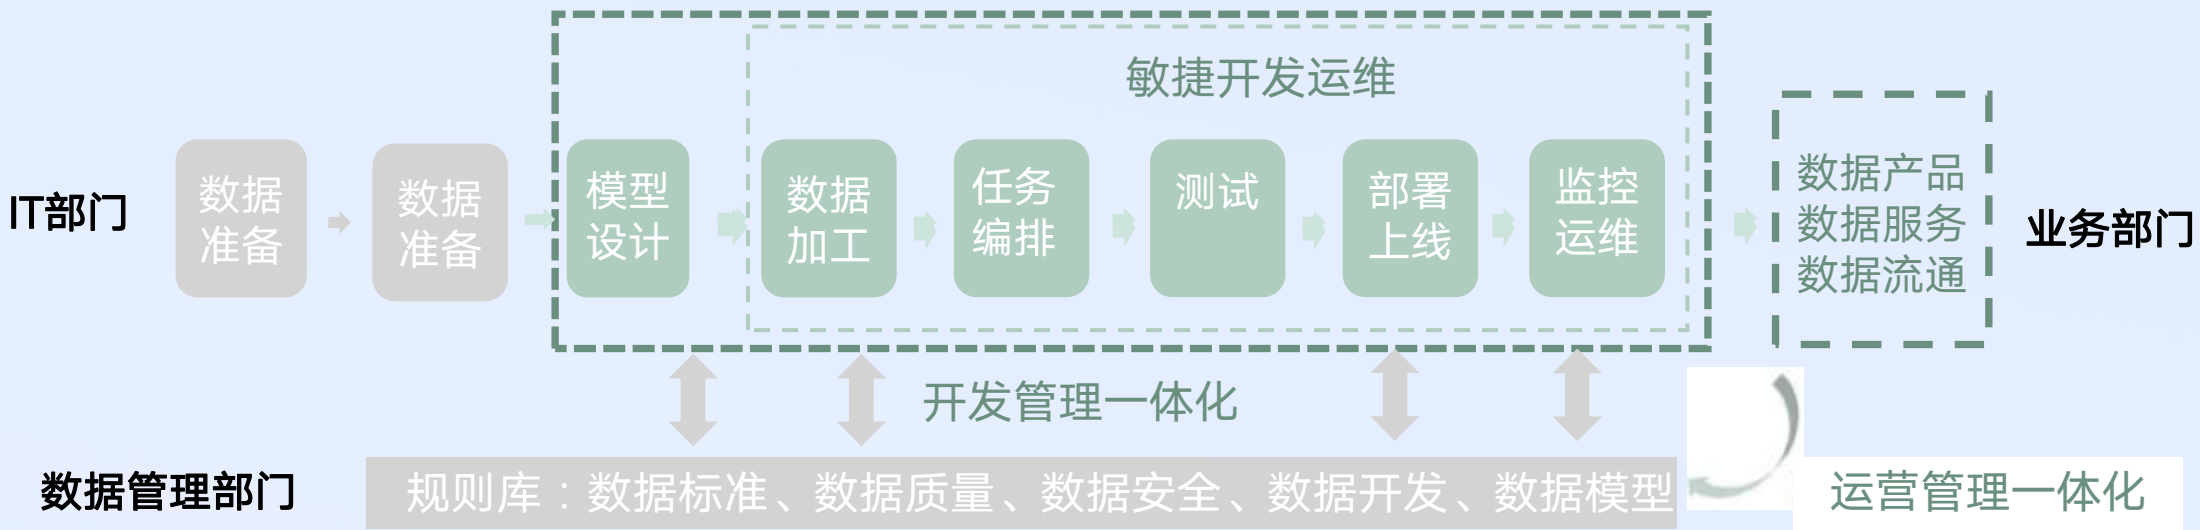 敏捷开发运维
IT部门
数据
准备
数据
准备
模型
设计
数据
加工
任务
编排
测试
部署
上线
监控
运维
数据产品
数据服务
数据流通
业务部门
开发管理一体化
数据管理部门
规则库：数据标准、数据质量、数据安全、数据开发、数据模型
运营管理一体化